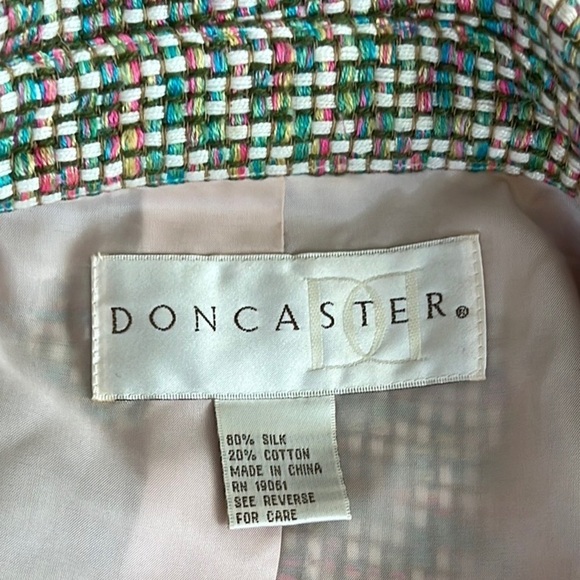 DONCASTER®
80% SILK
20% COTTON
MADE IN CHINA
RN 19061
SEE REVERSE
FOR CARE